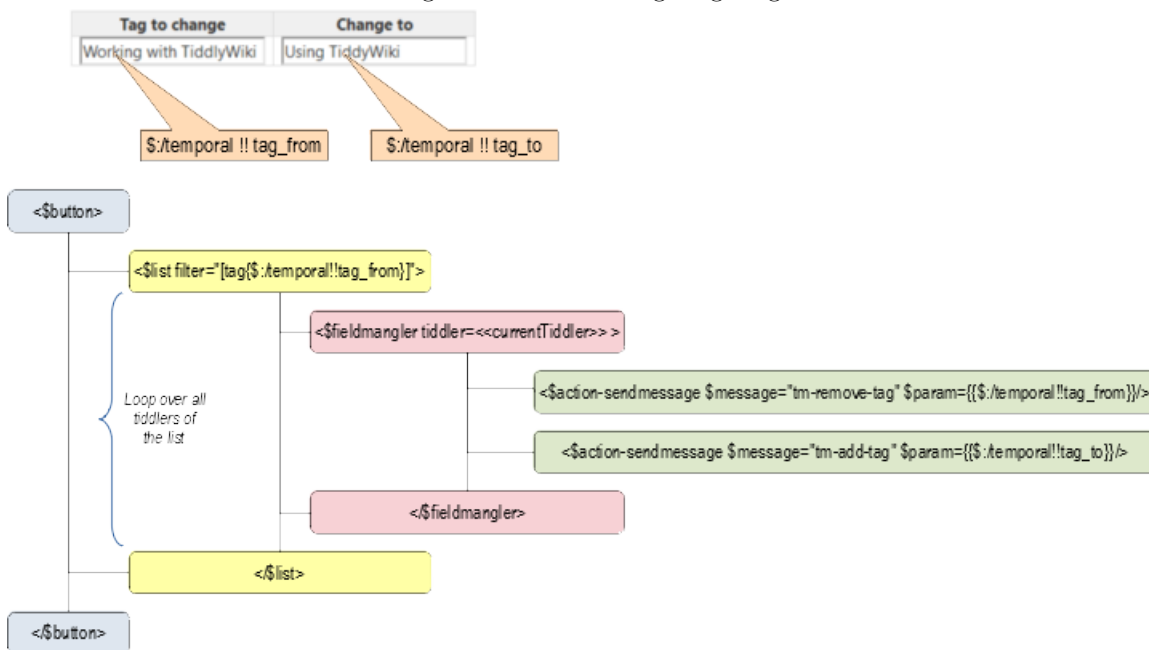 Tag to change Change to
Working with TiddlyWiki Using TiddyWiki
$:/temporal !! tag_from $:/temporal !! tag_to
<$button>
<$list filter="[tag{$:/temporal!!tag_from}]">
<$fieldmangler tiddler=<<currentTiddler>> >
<$action-sendmessage $message="tm-remove-tag" $param={{$:/temporal!!tag_from}}/>
Loop over all
tiddlers of
the list
<$action-sendmessage $message="tm-add-tag" $param={{$:/temporal!!tag_to}}/>
</$fieldmangler>
</$list>
</$button>